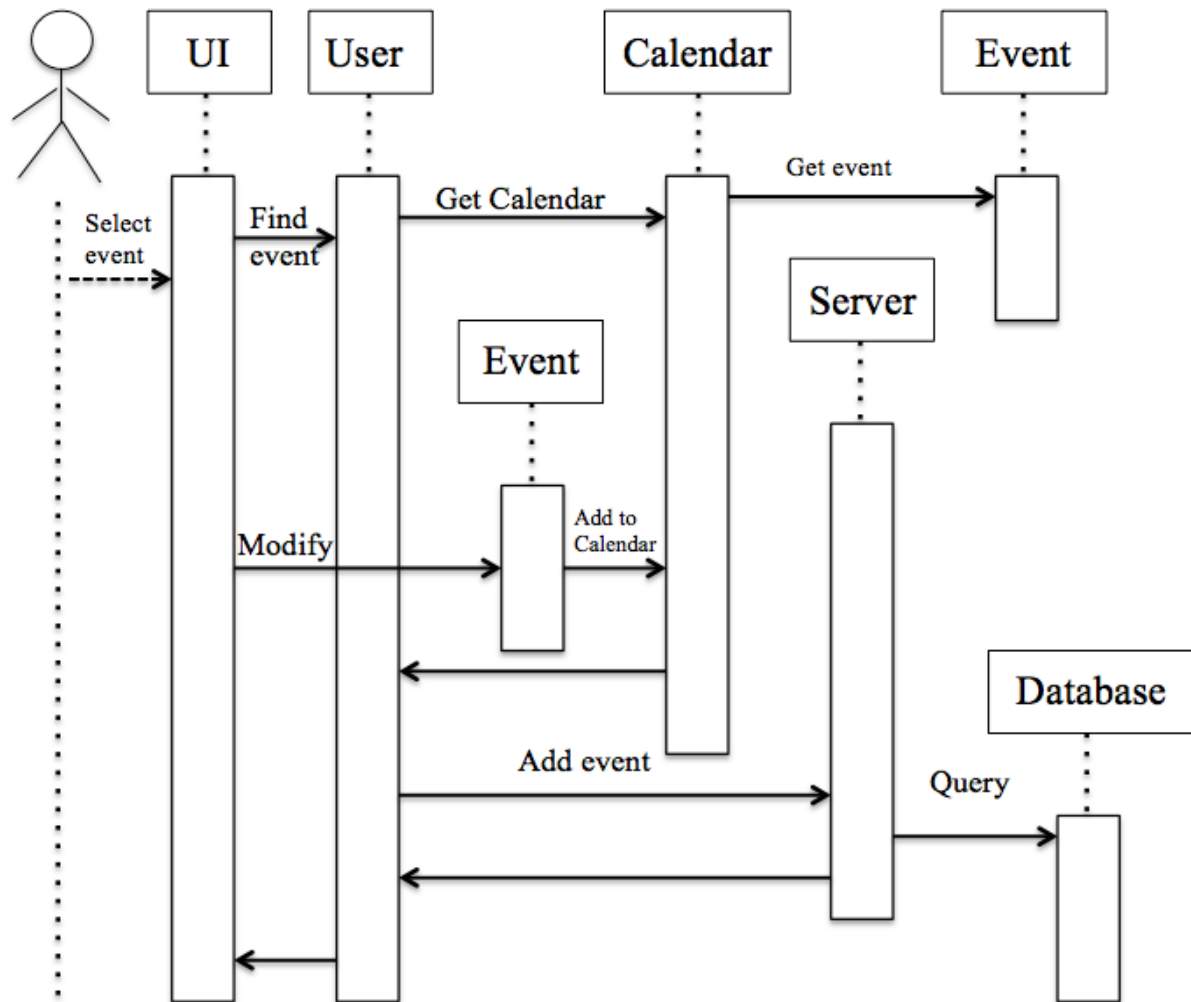 UI
User
Calendar
Event
Select
event
Find
event
Get Calendar
Get event
Server
Event
Modify
Add to
Calendar
Database
Add event
Query